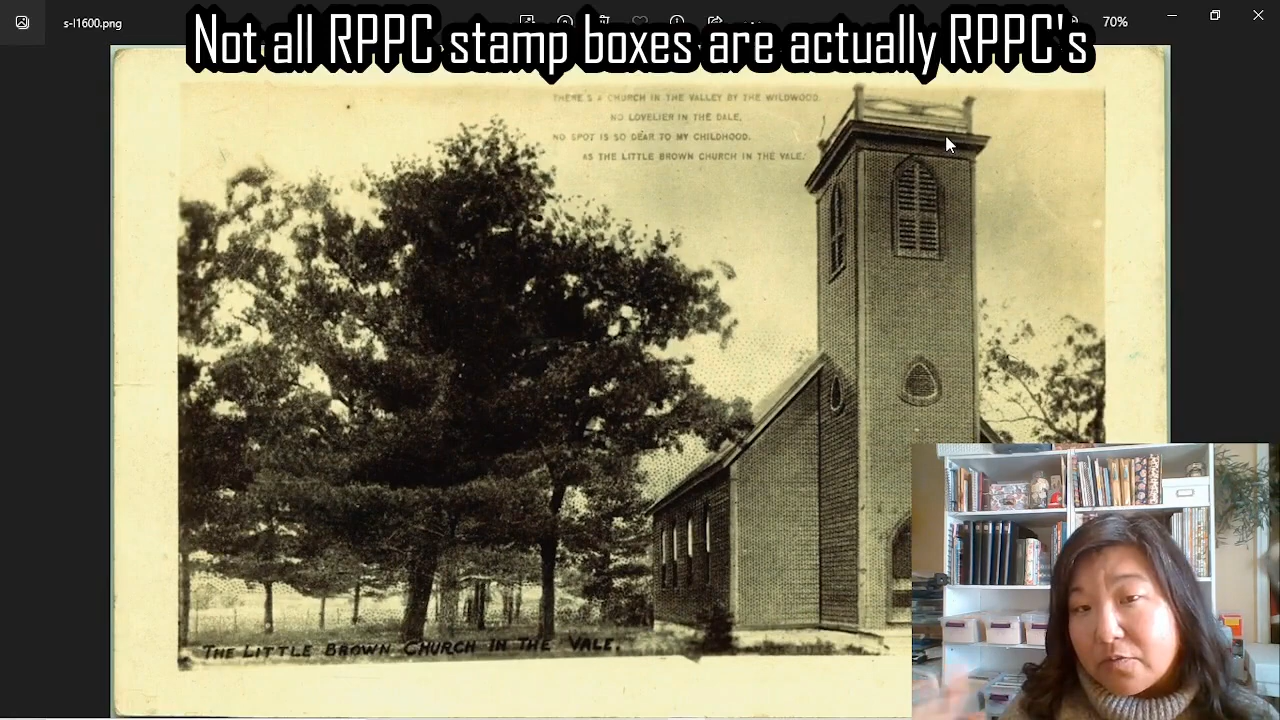 s-l1600.png
70%
Not all RPPC stamp boxes are actually RPPC's
THERE'S A CHURCH IN THE VALLEY BY THE WILDWOOD.
NO LOVELIER IN THE DALE,
NO SPOT IS SO DEAR TO MY CHILDHOOD.
AS THE LITTLE BROWN CHURCH IN THE VALE.
THE LITTLE BROWN CHURCH IN THE VALE.